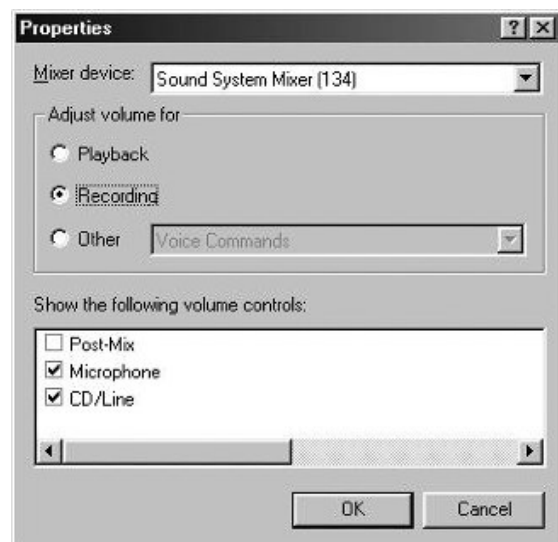 Properties
Mixer device: Sound System Mixer (134)
Adjust volume for
Playback
Recording
Other Voice Commands
Show the following volume controls:
Post-Mix
Microphone
CD/Line
OK Cancel